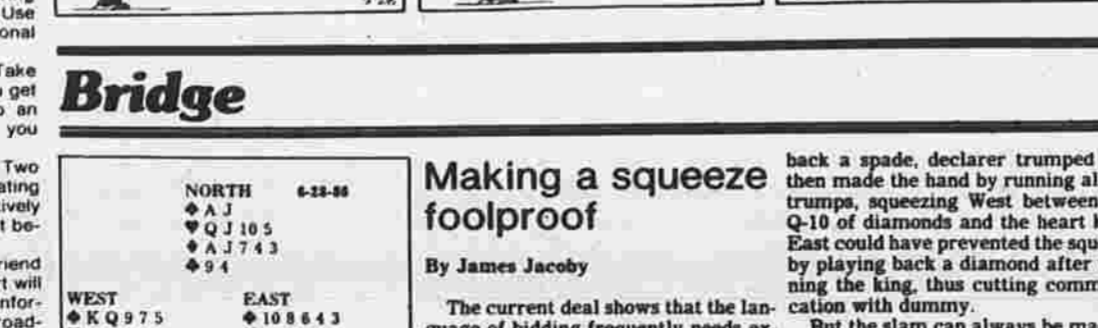 Use
onal
Take
get
an
you
Two
ating
ively
t be-
riend
t will
nfor-
oad-
Bridge
NORTH 6-28-86
♠ A J
♥ Q J 10 5
♦ A J 7 4 3
♣ 9 4
WEST EAST
♠ K Q 9 7 5 ♠ 10 8 6 4 3
Making a squeeze
foolproof
By James Jacoby
The current deal shows that the lan-
guage of bidding frequently needs
back a spade, declarer trumped
then made the hand by running al
trumps, squeezing West between
Q-10 of diamonds and the heart
East could have prevented the squ
by playing back a diamond after
ning the king, thus cutting comm
cation with dummy.
But the slam can always be ma